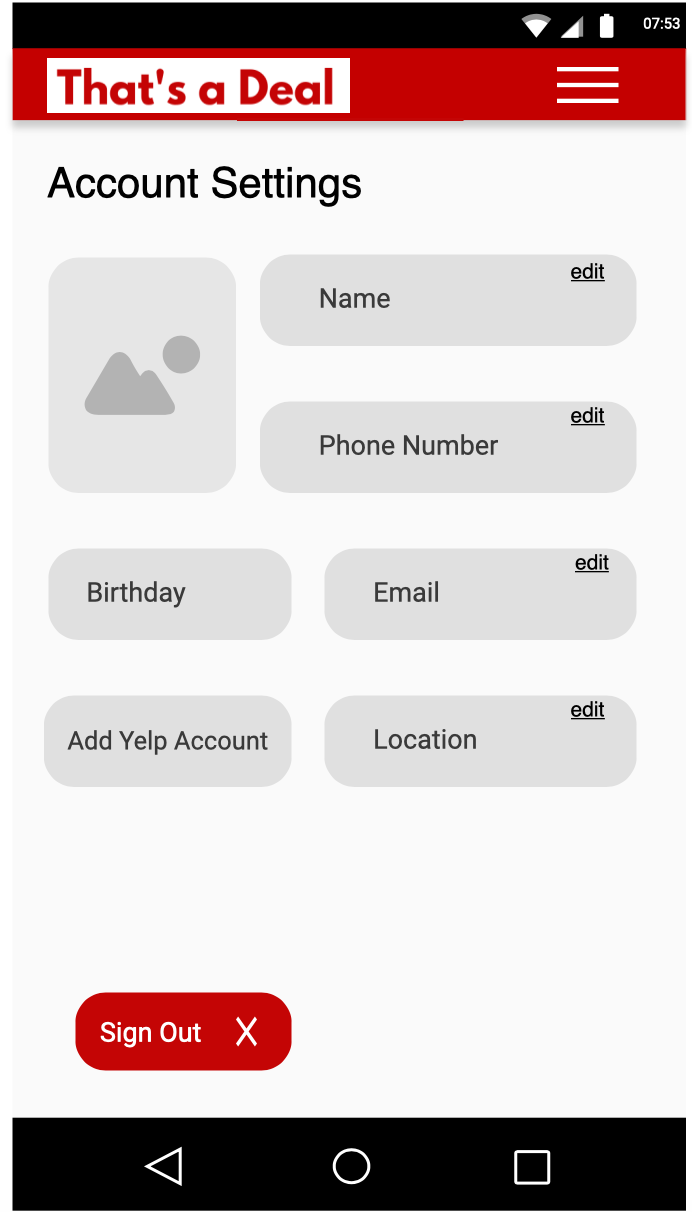 07:53
That's a Deal
Account Settings
edit
Name
edit
Phone Number
Birthday
edit
Email
Add Yelp Account
edit
Location
Sign Out X